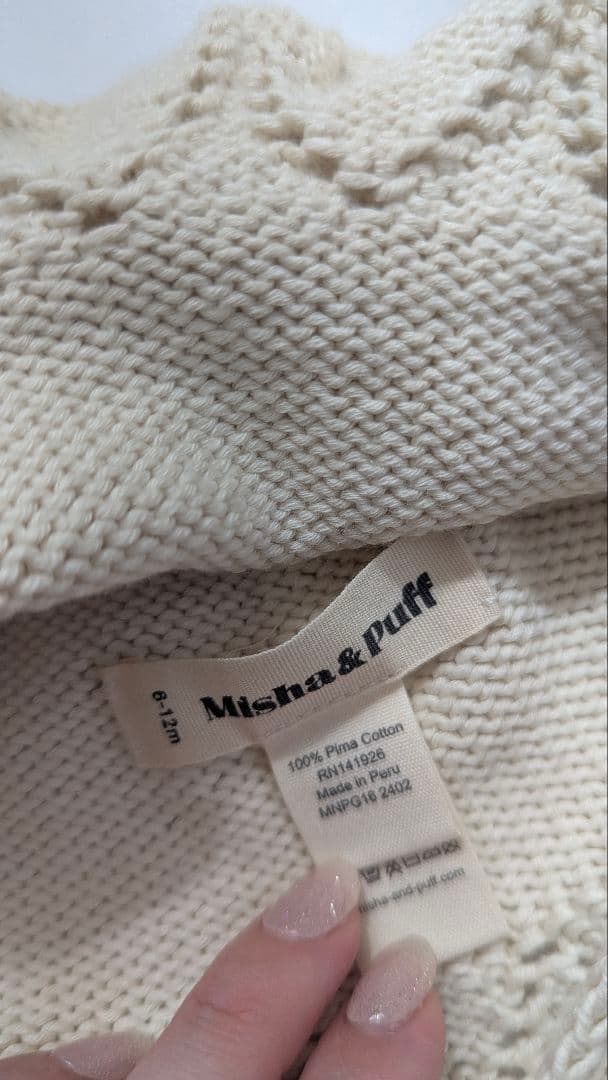 Misha & Puff
6-12m
100% Pima Cotton
RN141926
Made in Peru
MNPG16 2402